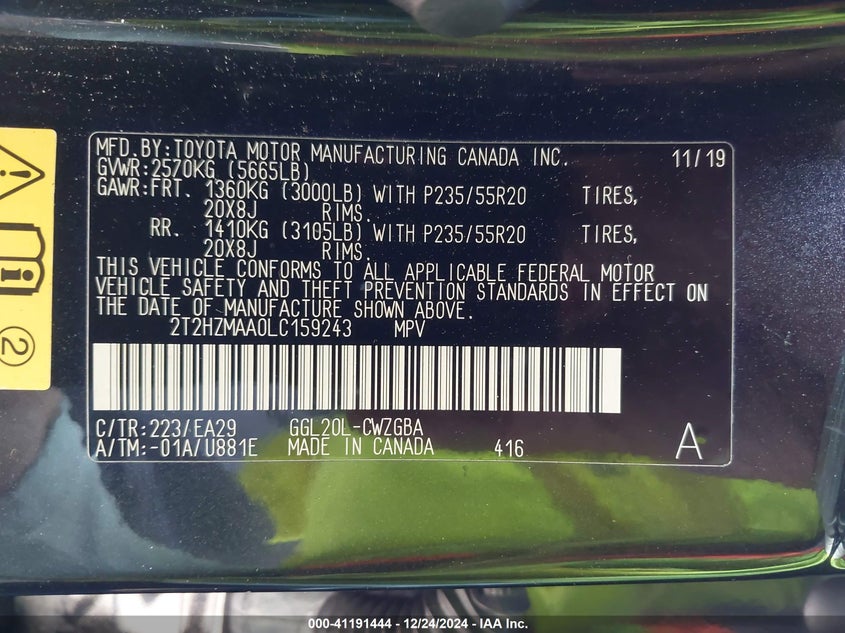 MFD.BY:TOYOTA MOTOR MANUFACTURING CANADA INC. 11/19
GVWR:2570KG (5665LB)
GAWR:FRT. 1360KG (3000LB) WITH P235/55R20 TIRES,
20X8J RIMS.
RR. 1410KG (3105LB) WITH P235/55R20 TIRES,
20X8J RIMS.
THIS VEHICLE CONFORMS TO ALL APPLICABLE FEDERAL MOTOR
VEHICLE SAFETY AND THEFT PREVENTION STANDARDS IN EFFECT ON
THE DATE OF MANUFACTURE SHOWN ABOVE.
2T2HZMAA0LC159243 MPV
C/TR:223/EA29 GGL20L-CWZGBA
A/TM:-01A/U881E MADE IN CANADA 416 A
2
000-41191444 - 12/24/2024 - IAA, Inc.